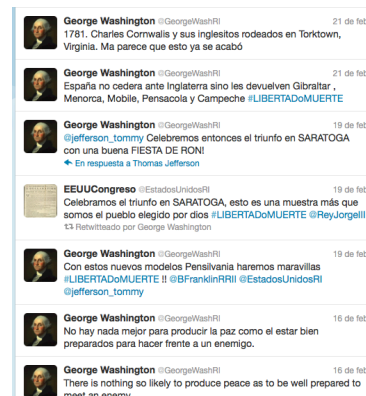 George Washington @GeorgeWashRI 21 de feb
1781. Charles Cornwalis y sus inglesitos rodeados en Torktown,
Virginia. Ma parece que esto ya se acabó
George Washington @GeorgeWashRI 21 de feb
España no cedera ante Inglaterra sino les devuelven Gibraltar ,
Menorca, Mobile, Pensacola y Campeche #LIBERTADoMUERTE
George Washington @GeorgeWashRI 19 de feb
@jefferson_tommy Celebremos entonces el triunfo en SARATOGA
con una buena FIESTA DE RON!
En respuesta a Thomas Jefferson
EEUUCongreso @EstadosUnidosRI 19 de feb
Celebramos el triunfo en SARATOGA, esto es una muestra más que
somos el pueblo elegido por dios #LIBERTADoMUERTE @ReyJorgeIII
Retwitteado por George Washington
George Washington @GeorgeWashRI 19 de feb
Con estos nuevos modelos Pensilvania haremos maravillas
#LIBERTADoMUERTE !! @BFranklinRRII @EstadosUnidosRI
@jefferson_tommy
George Washington @GeorgeWashRI 16 de feb
No hay nada mejor para producir la paz como el estar bien
preparados para hacer frente a un enemigo.
George Washington @GeorgeWashRI 16 de feb
There is nothing so likely to produce peace as to be well prepared to
meet an enemy